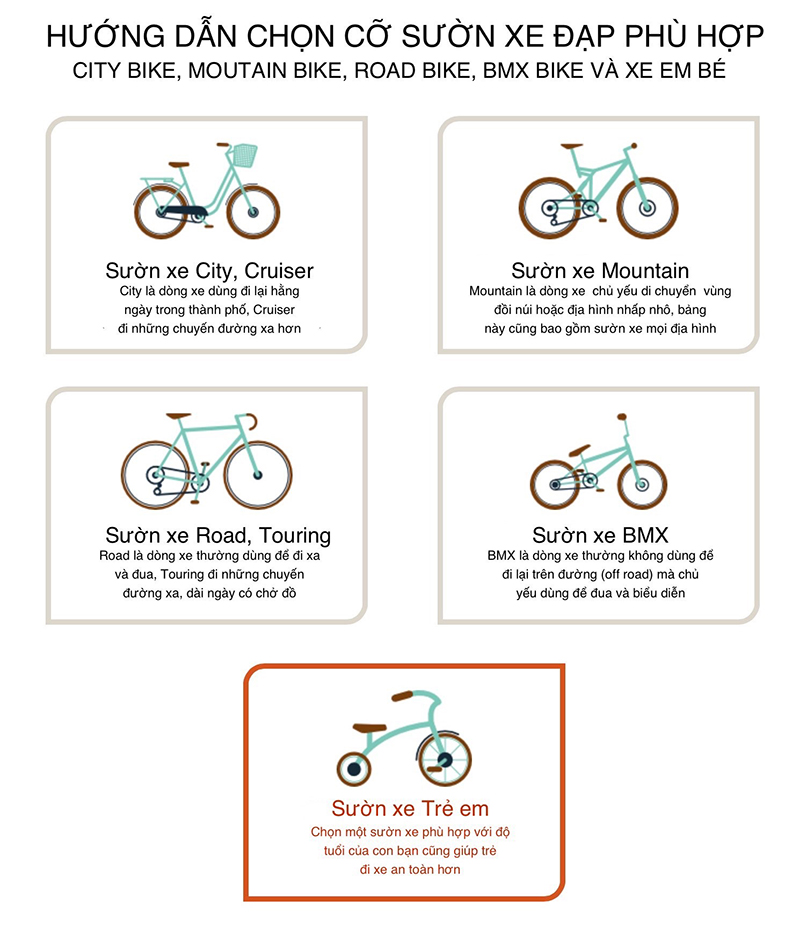 HƯỚNG DẪN CHỌN CỠ SƯỜN XE ĐẠP PHÙ HỢP
CITY BIKE, MOUTAIN BIKE, ROAD BIKE, BMX BIKE VÀ XE EM BÉ
Sườn xe City, Cruiser
City là dòng xe dùng đi lại hằng
ngày trong thành phố, Cruiser
đi những chuyến đường xa hơn
Sườn xe Mountain
Mountain là dòng xe chủ yếu di chuyển vùng
đồi núi hoặc địa hình nhấp nhô, bảng
này cũng bao gồm sườn xe mọi địa hình
Sườn xe Road, Touring
Road là dòng xe thường dùng để đi xa
và đua, Touring đi những chuyến
đường xa, dài ngày có chở đồ
Sườn xe BMX
BMX là dòng xe thường không dùng để
đi lại trên đường (off road) mà chủ
yếu dùng để đua và biểu diễn
Sườn xe Trẻ em
Chọn một sườn xe phù hợp với độ
tuổi của con bạn cũng giúp trẻ
đi xe an toàn hơn